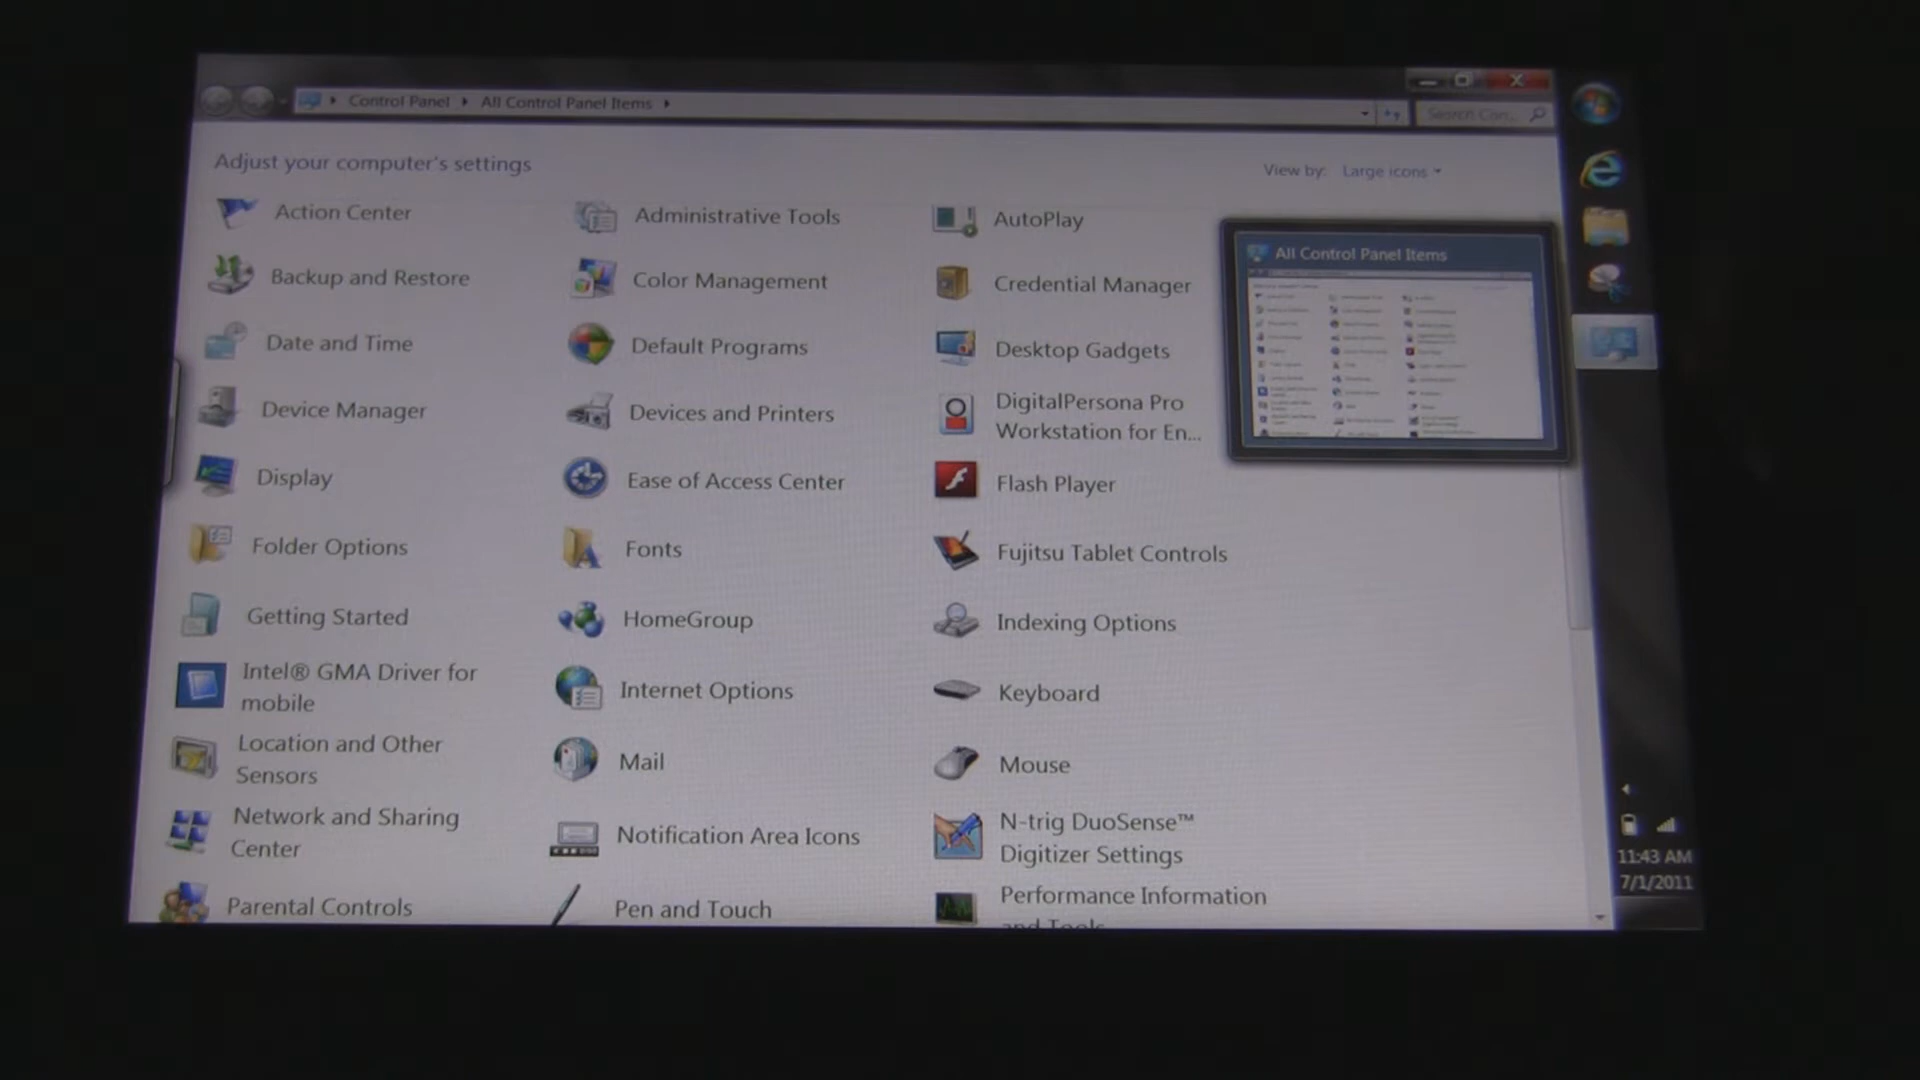 Control Panel All Control Panel Items
Search Con...
Adjust your computer's settings
View by: Large icons
Action Center
Administrative Tools
AutoPlay
All Control Panel Items
Backup and Restore
Color Management
Credential Manager
Date and Time
Default Programs
Desktop Gadgets
Device Manager
Devices and Printers
DigitalPersona Pro
Workstation for En...
Display
Ease of Access Center
Flash Player
Folder Options
Fonts
Fujitsu Tablet Controls
Getting Started
HomeGroup
Indexing Options
Intel® GMA Driver for
mobile
Internet Options
Keyboard
Location and Other
Sensors
Mail
Mouse
Network and Sharing
Center
Notification Area Icons
N-trig DuoSense™
Digitizer Settings
Parental Controls
Pen and Touch
Performance Information
and Tools
11:43 AM
7/1/2011